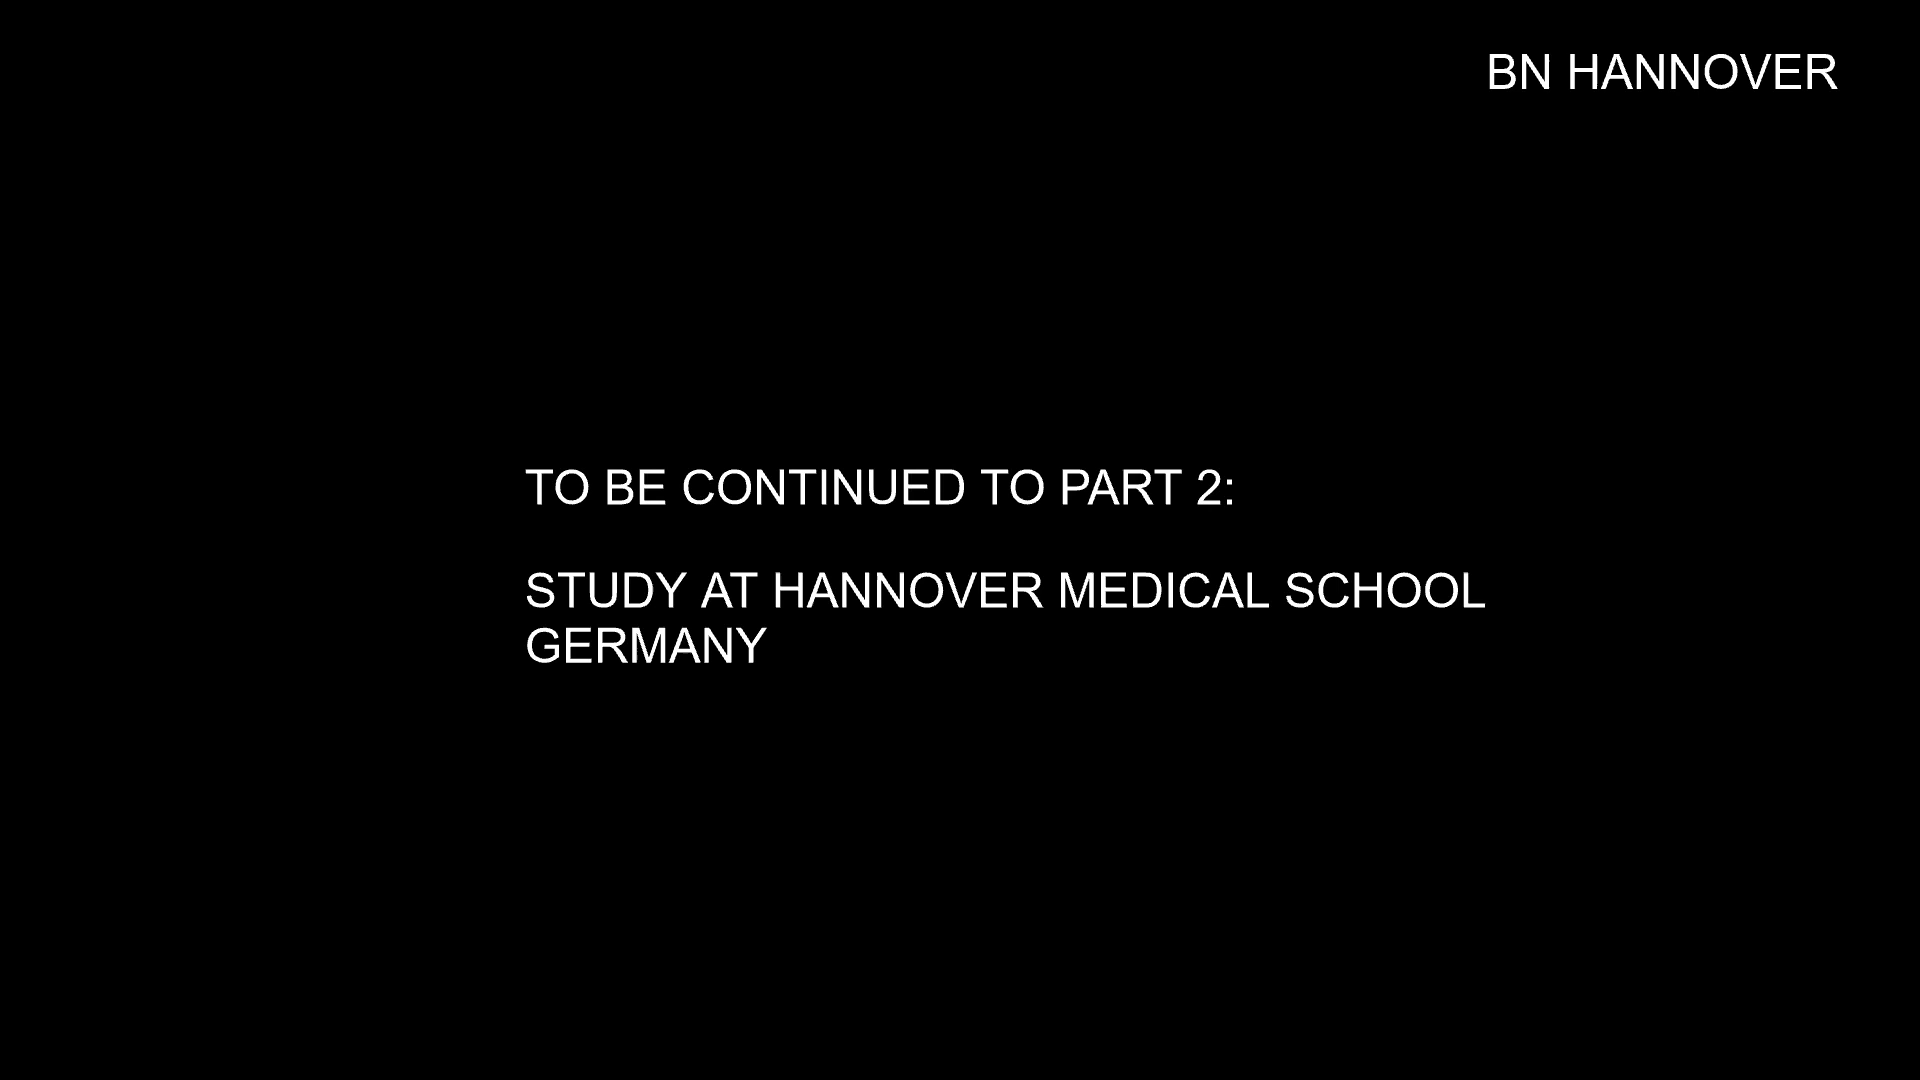 BN HANNOVER
TO BE CONTINUED TO PART 2:
STUDY AT HANNOVER MEDICAL SCHOOL
GERMANY